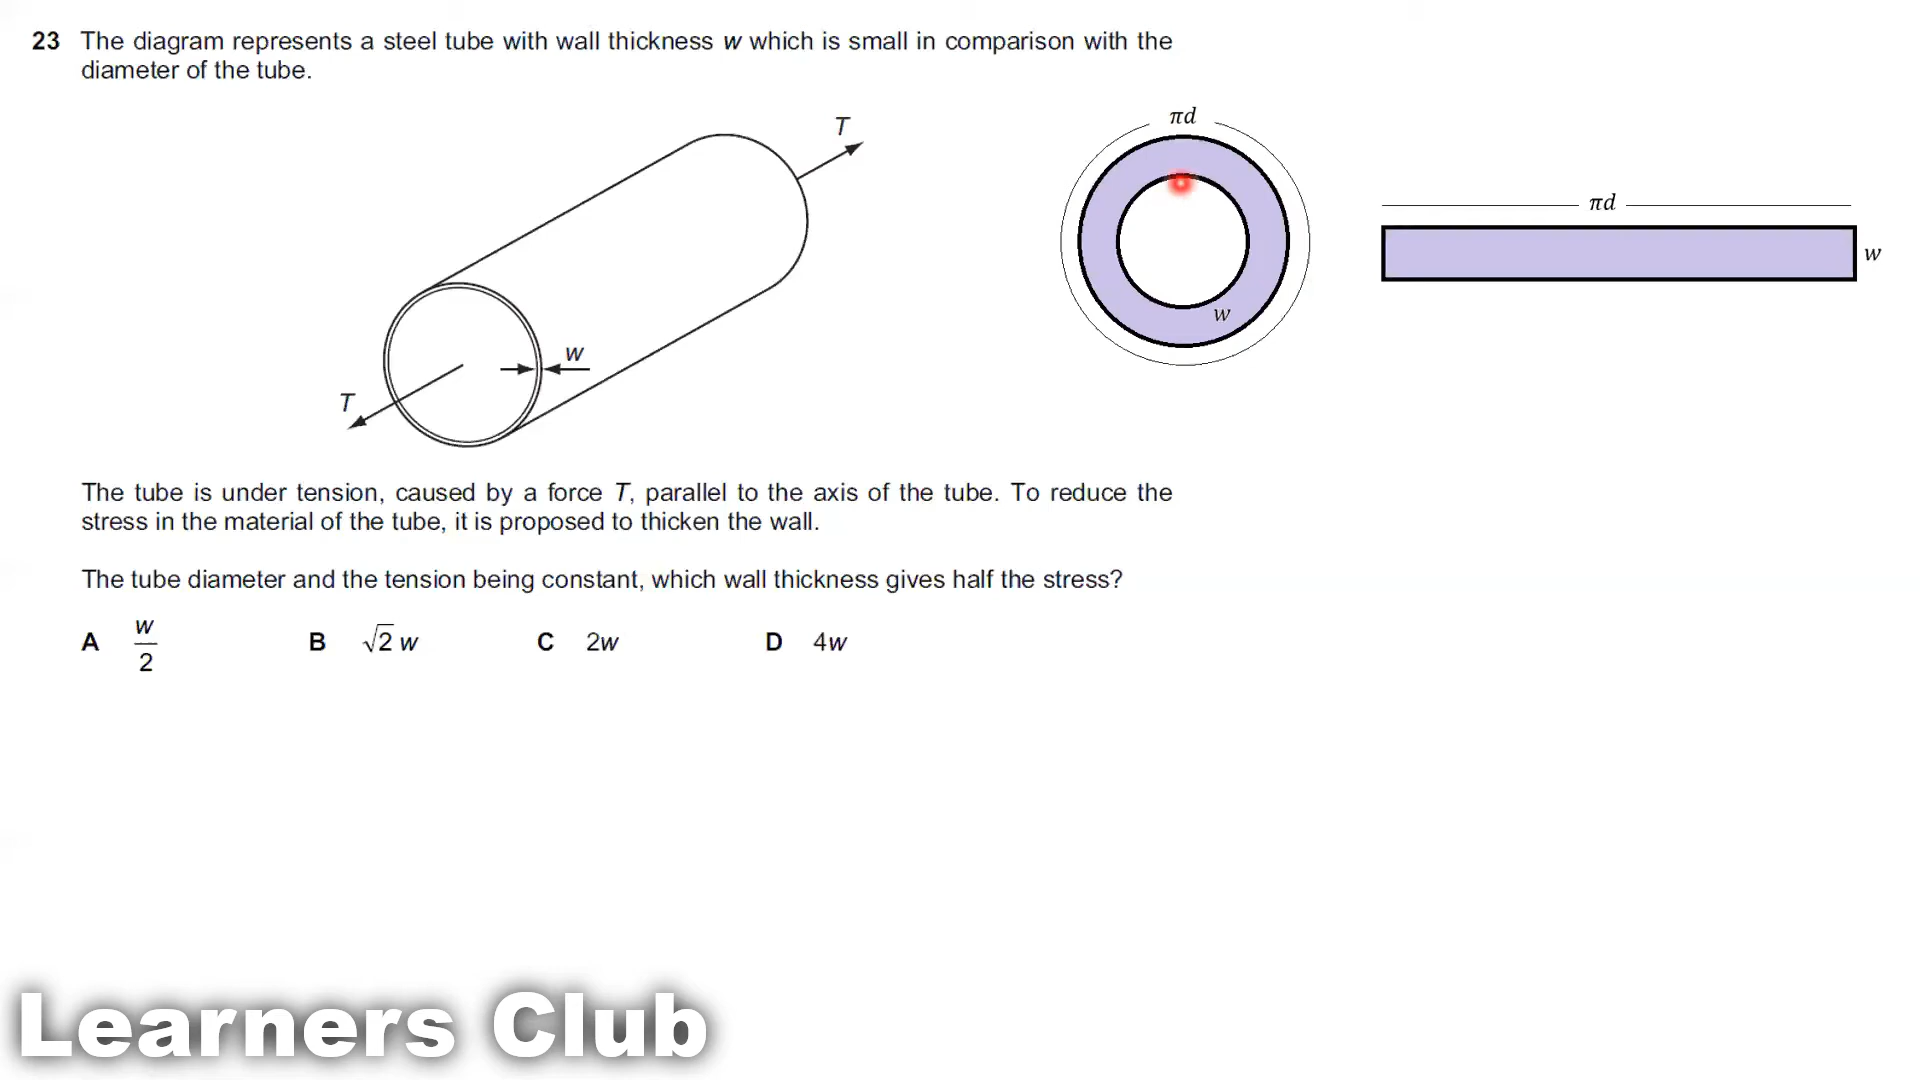 23 The diagram represents a steel tube with wall thickness w which is small in comparison with the
diameter of the tube.
T
w
T
πd
w
πd
w
The tube is under tension, caused by a force T, parallel to the axis of the tube. To reduce the
stress in the material of the tube, it is proposed to thicken the wall.
The tube diameter and the tension being constant, which wall thickness gives half the stress?
A w/2 B √2 w C 2w D 4w
Learners Club